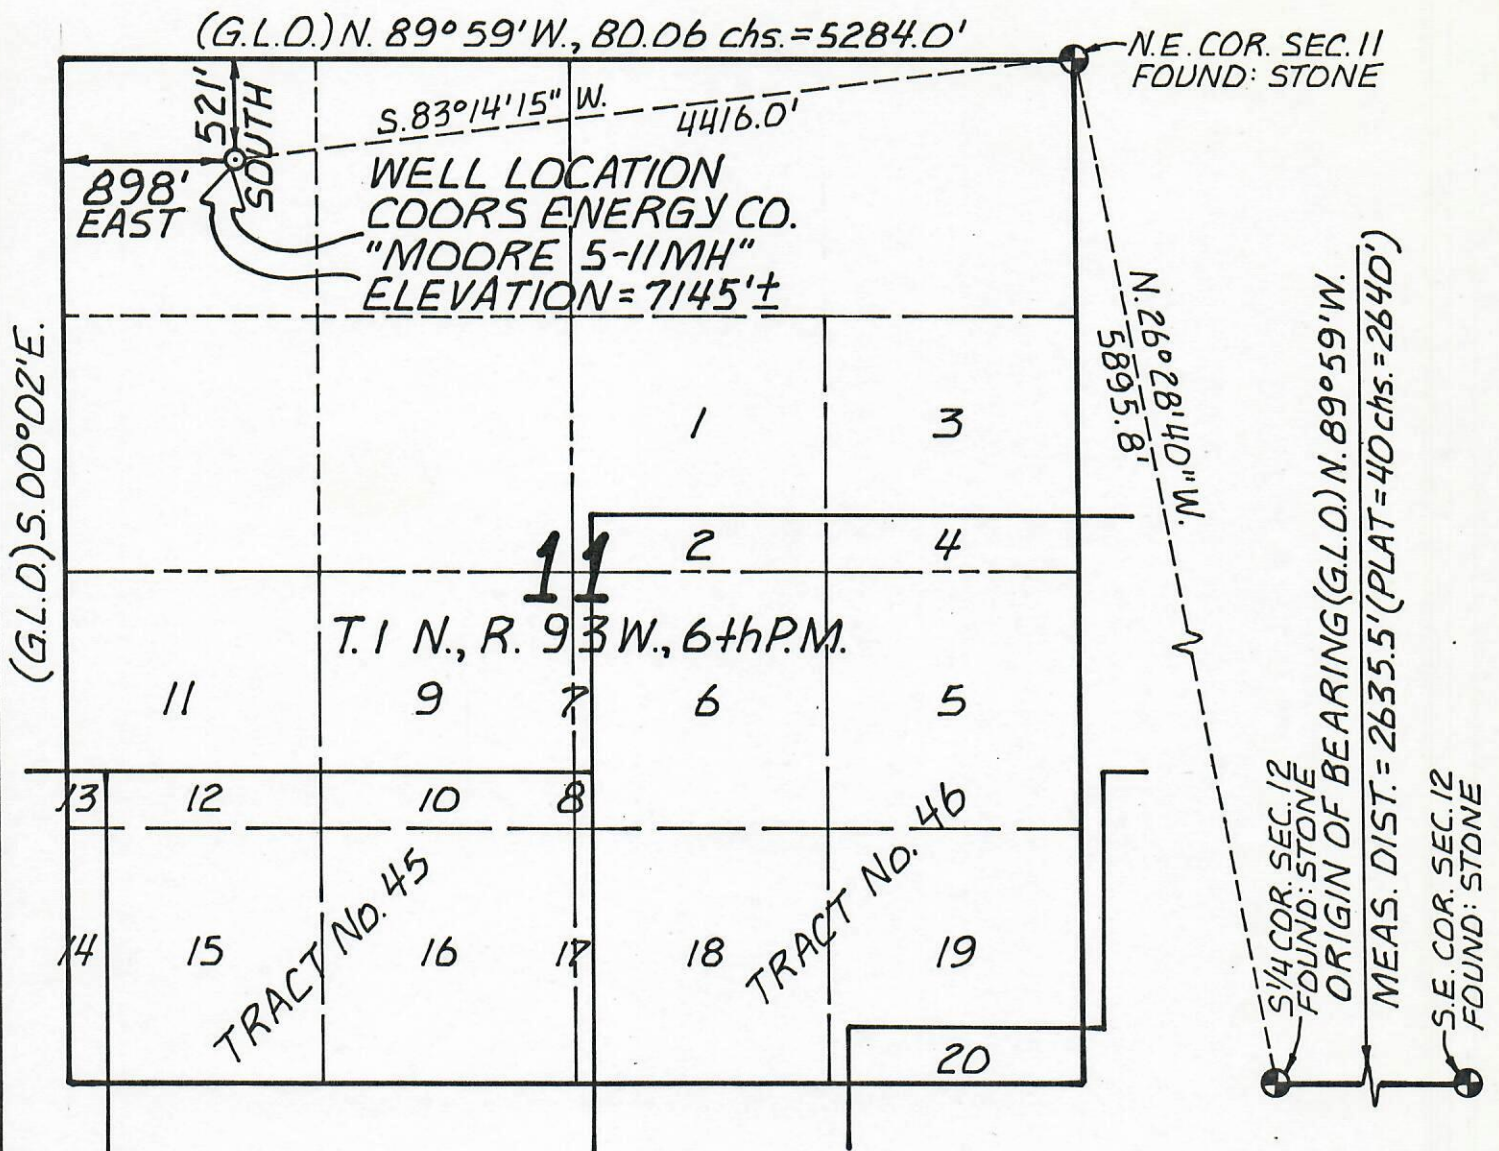 (G.L.O.) N. 89°59'W., 80.06 chs. = 5284.0'
N.E. COR. SEC. 11
FOUND: STONE
521'
SOUTH
S. 83°14'15" W.
4416.0'
898'
EAST
WELL LOCATION
COORS ENERGY CO.
"MOORE 5-11MH"
ELEVATION = 7145'±
(G.L.O.) S. 00°02'E.
N. 26°28'40"W.
5895.8'
1
3
2
4
11
T. 1 N., R. 93 W., 6th P.M.
11
9
7
6
5
13
12
10
8
TRACT No. 45
TRACT No. 46
14
15
16
17
18
19
20
S 1/4 COR. SEC. 12
FOUND: STONE
ORIGIN OF BEARING (G.L.O.) N. 89°59'W.
MEAS. DIST. = 2635.5' (PLAT = 40 chs. = 2640')
S.E. COR. SEC. 12
FOUND: STONE